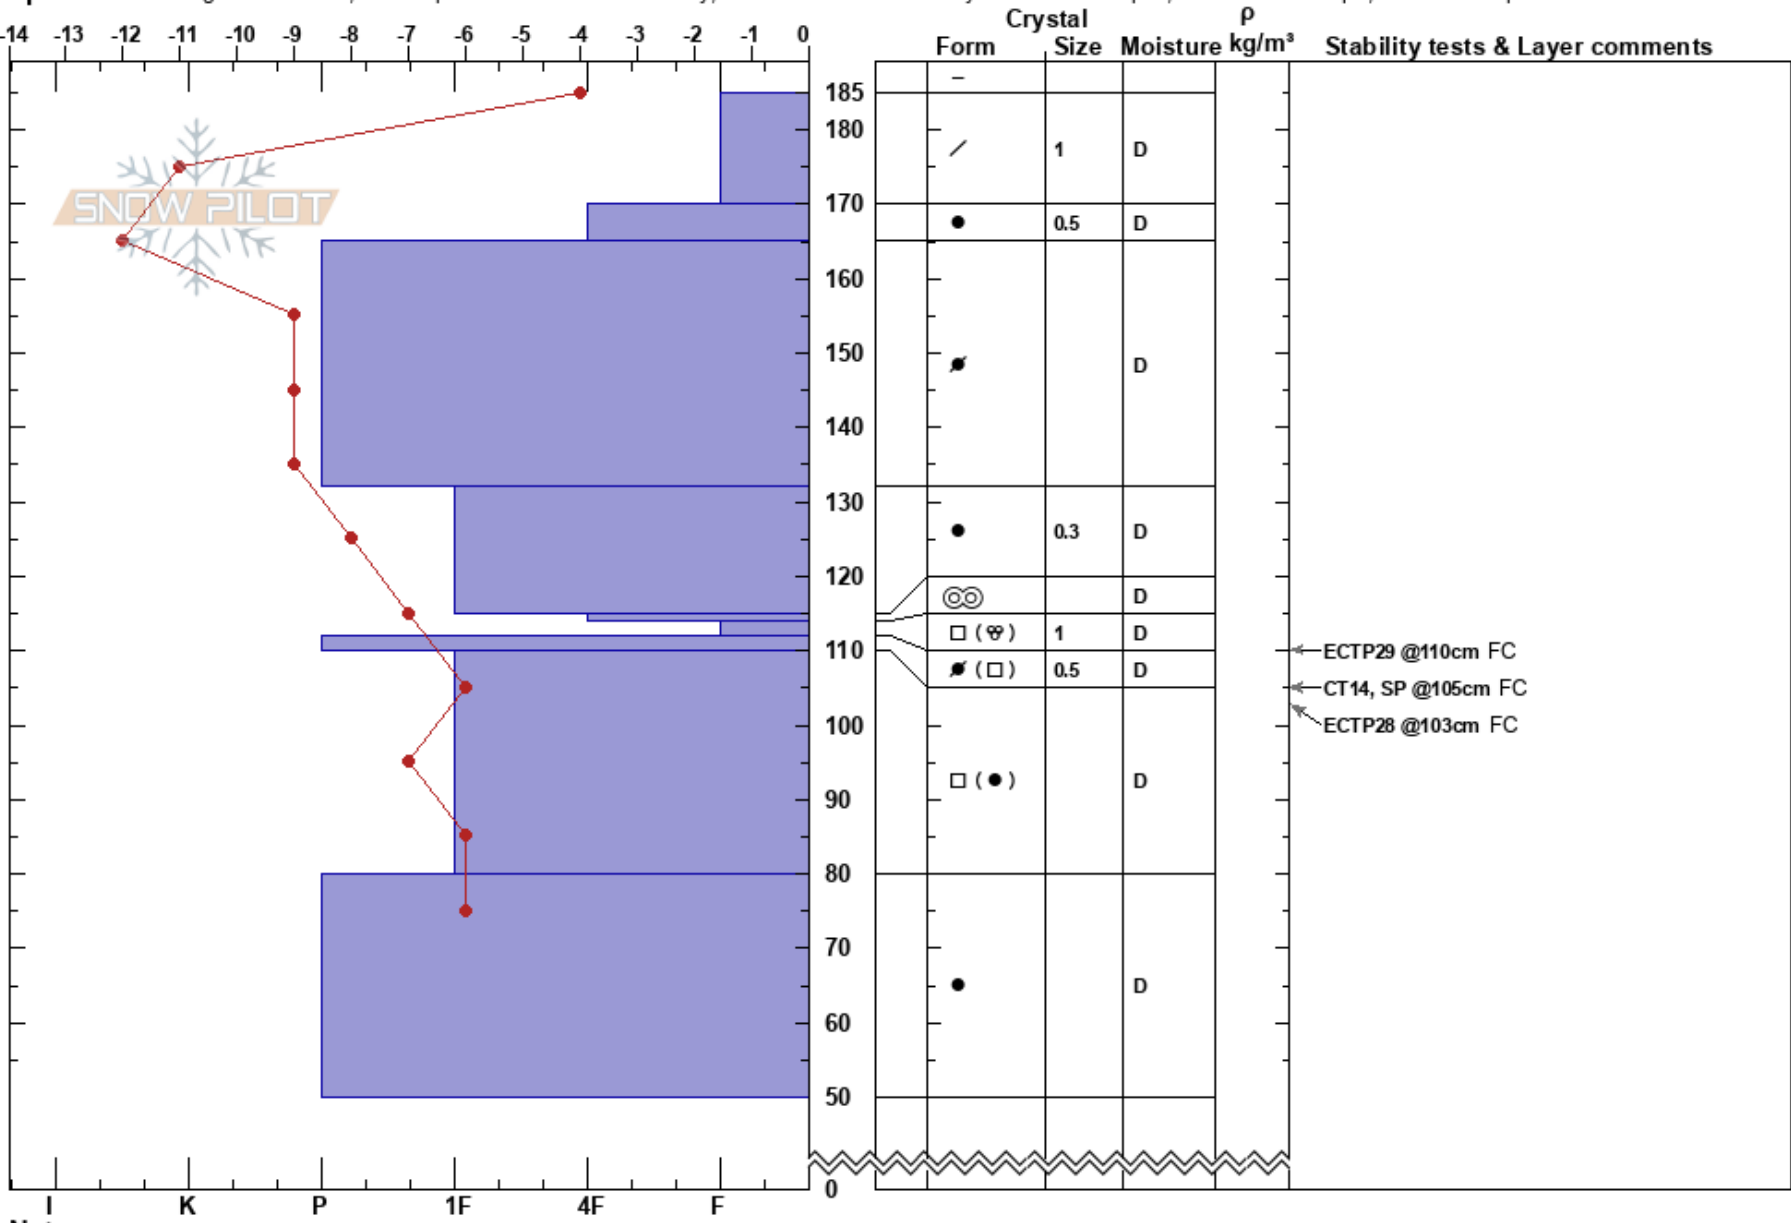 -14 -13 -12 -11 -10 -9 -8 -7 -6 -5 -4 -3 -2 -1 0
Crystal
Form Size Moisture ρ kg/m³ Stability tests & Layer comments
185
180
1 D
SNOW PILOT
170
0.5 D
160
150
D
140
130
0.3 D
120
D
( ) 1 D
110
ECTP29 @110cm FC
( ) 0.5 D
CT14, SP @105cm FC
100
ECTP28 @103cm FC
( ) D
90
80
70
D
60
50
0
I K P 1F 4F F